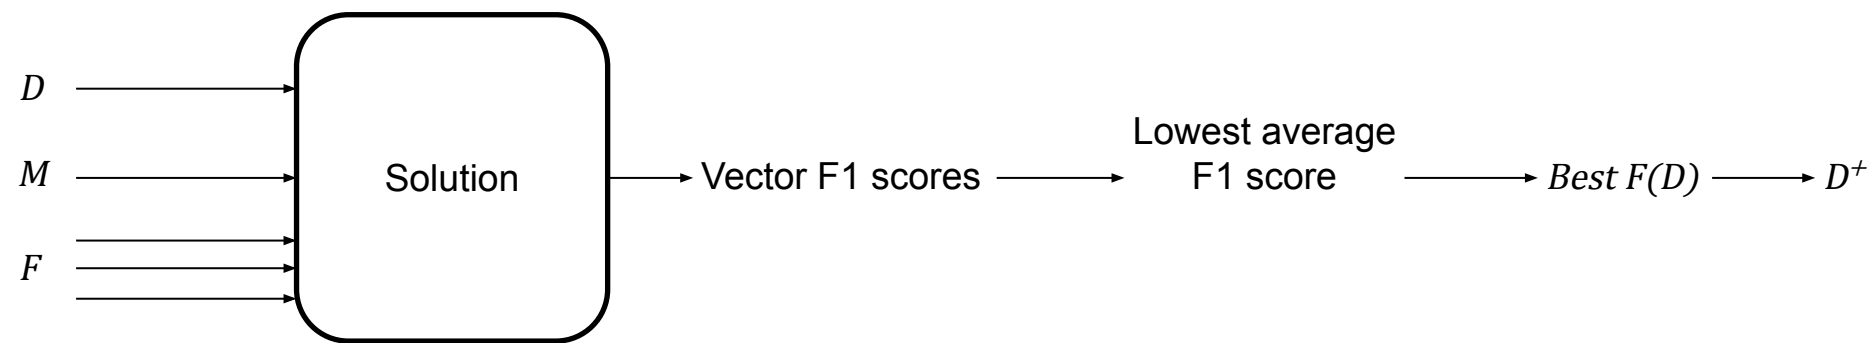 D
M
F
Solution
Vector F1 scores
Lowest average
F1 score
Best F(D)
D⁺